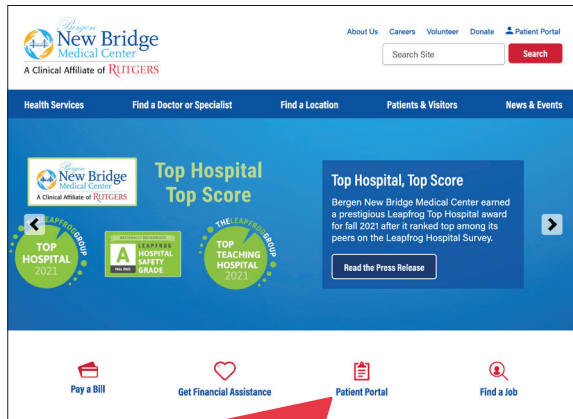 Bergen
New Bridge
Medical Center
A Clinical Affiliate of RUTGERS
About Us Careers Volunteer Donate Patient Portal
Search Site Search
Health Services Find a Doctor or Specialist Find a Location Patients & Visitors News & Events
Bergen
New Bridge
Medical Center
A Clinical Affiliate of RUTGERS
Top Hospital
Top Score
THE LEAPFROG GROUP
TOP
HOSPITAL
2021
NATIONALLY RECOGNIZED
A
FALL 2021
LEAPFROG
HOSPITAL
SAFETY
GRADE
THE LEAPFROG GROUP
TOP
TEACHING
HOSPITAL
2021
Top Hospital, Top Score
Bergen New Bridge Medical Center earned
a prestigious Leapfrog Top Hospital award
for fall 2021 after it ranked top among its
peers on the Leapfrog Hospital Survey.
Read the Press Release
Pay a Bill Get Financial Assistance Patient Portal Find a Job